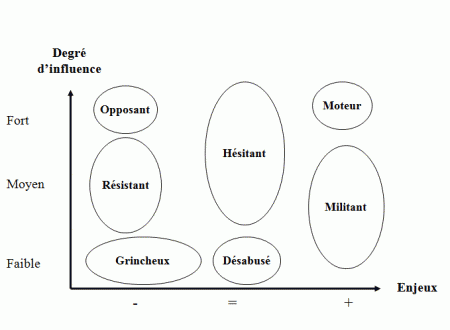 Degré
d'influence
Opposant
Moteur
Fort
Hésitant
Moyen
Résistant
Militant
Faible
Grincheux
Désabusé
Enjeux
- = +